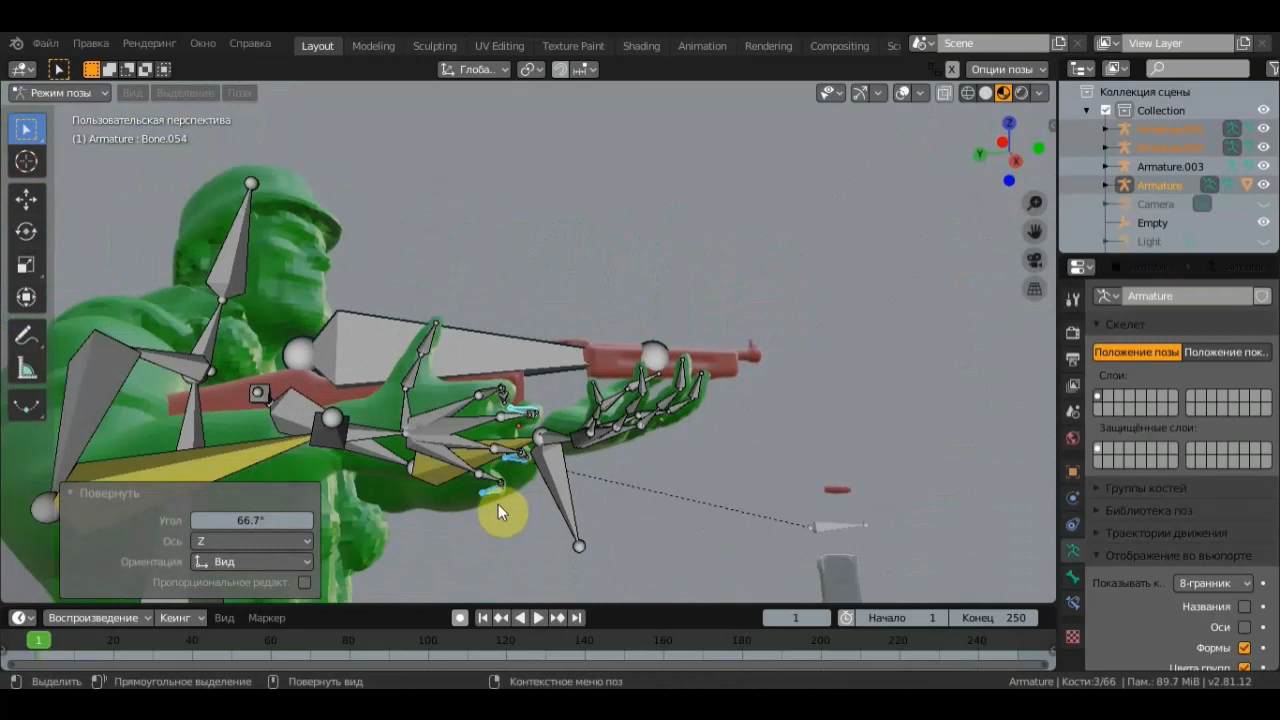 Файл Правка Рендеринг Окно Справка Layout Modeling Sculpting UV Editing Texture Paint Shading Animation Rendering Compositing Sc Scene View Layer
Глоба.. X Опции позы
Режим позы Вид Выделение Поза
Пользовательская перспектива
(1) Armature : Bone.054
Z
Y
X
Коллекция сцены
Collection
Armature.003
Armature
Camera
Empty
Light
Armature
Скелет
Положение позы Положение пок..
Слои:
Защищённые слои:
Группы костей
Библиотека поз
Траектории движения
Отображение во вьюпорте
Показывать к.. 8-гранник
Названия
Оси
Формы
Цвета групп
Повернуть
Угол 66.7°
Ось Z
Ориентация Вид
Пропорциональное редакт.
Воспроизведение Кеинг Вид Маркер 1 Начало 1 Конец 250
1 20 40 60 80 100 120 140 160 180 200 220 240
Выделить Прямоугольное выделение Повернуть вид Контекстное меню поз Armature | Кости:3/66 | Пам.: 89.7 MiB | v2.81.12